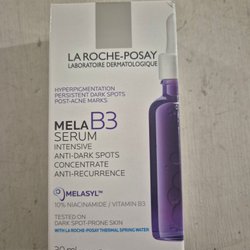 LA ROCHE-POSAY
LABORATOIRE DERMATOLOGIQUE
HYPERPIGMENTATION
PERSISTENT DARK SPOTS
POST-ACNE MARKS
MELA B3
SERUM
INTENSIVE
ANTI-DARK SPOTS
CONCENTRATE
ANTI-RECURRENCE
MELASYL™
10% NIACINAMIDE / VITAMIN B3
TESTED ON
DARK SPOT-PRONE SKIN
WITH LA ROCHE-POSAY THERMAL SPRING WATER